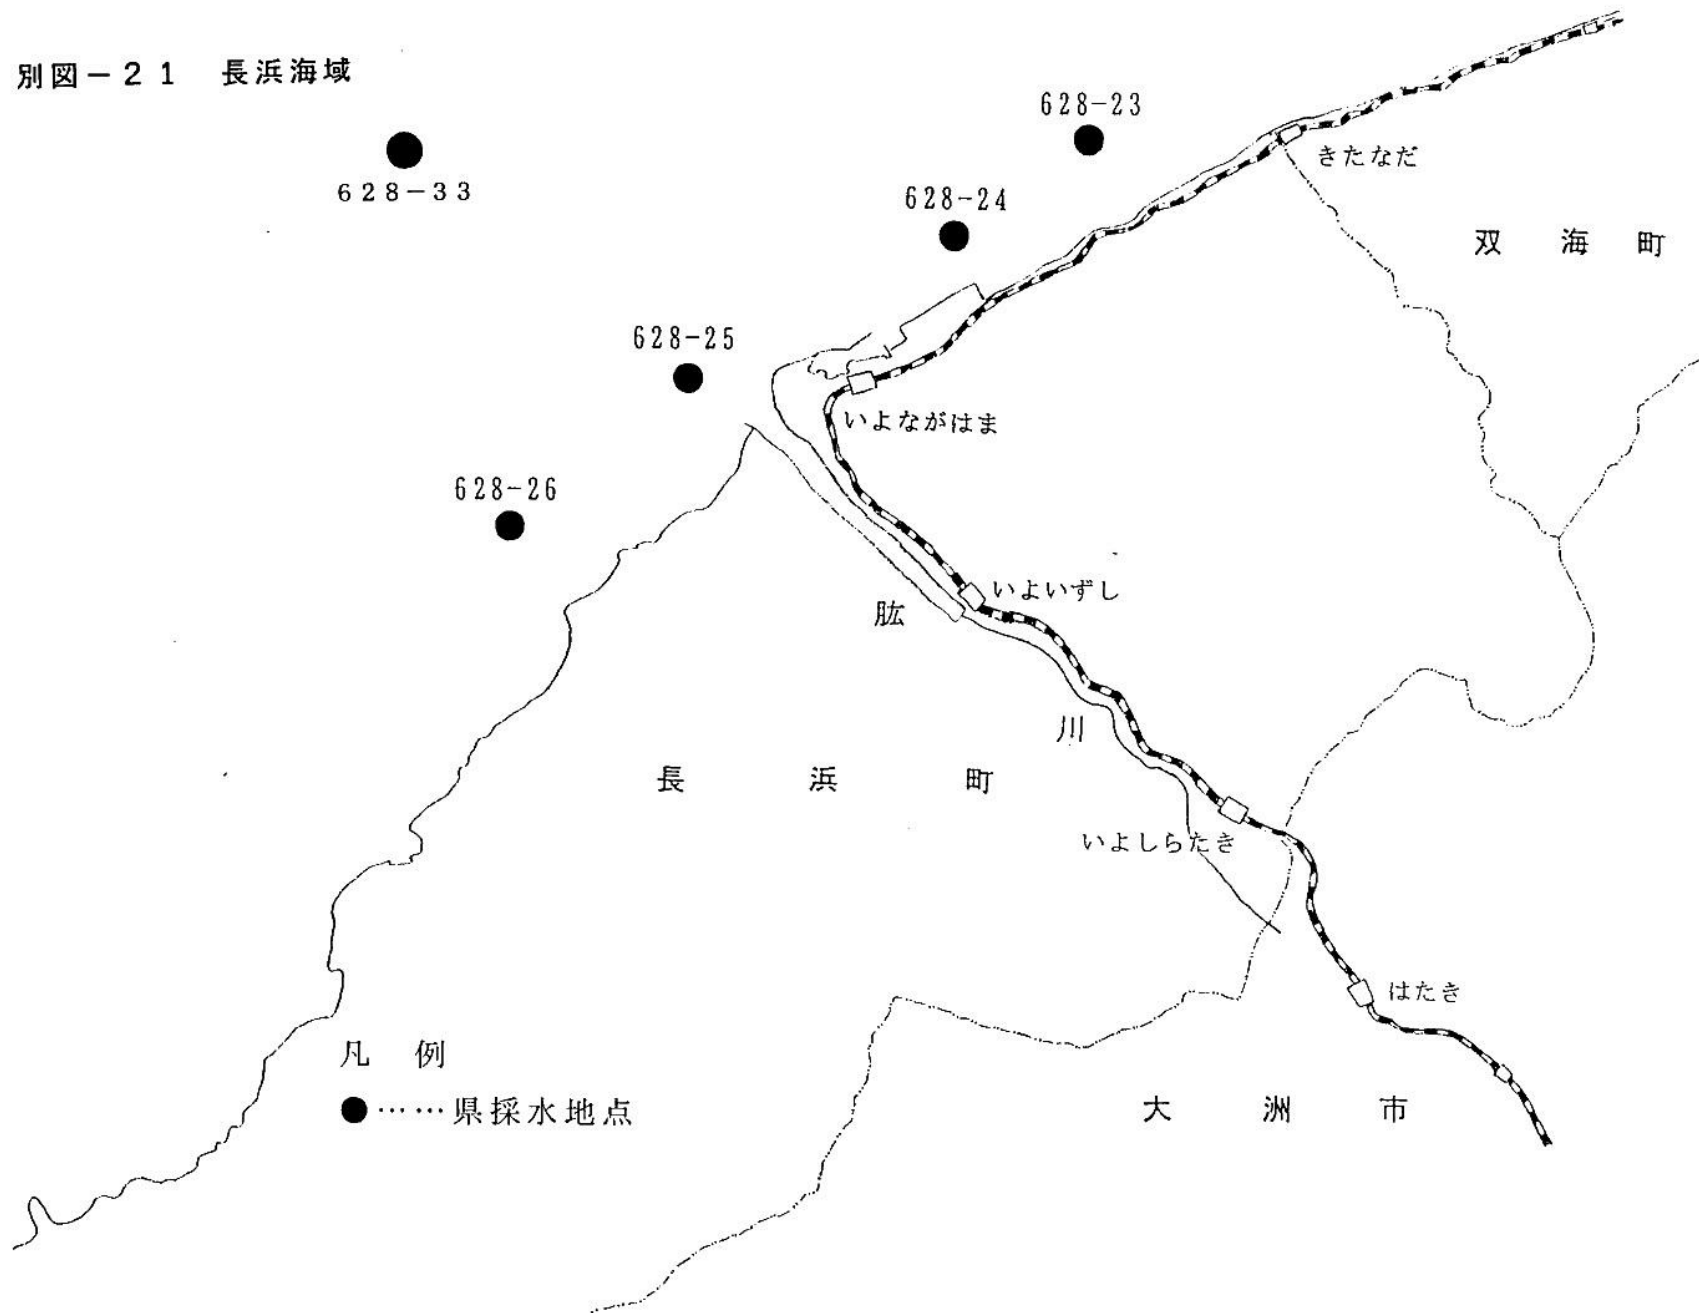 別図－２１　長浜海域
628-23
きたなだ
628-33
628-24
双海町
628-25
いよながはま
628-26
いよいずし
肱川
長浜町
いよしらたき
はたき
凡例
●……県採水地点
大洲市